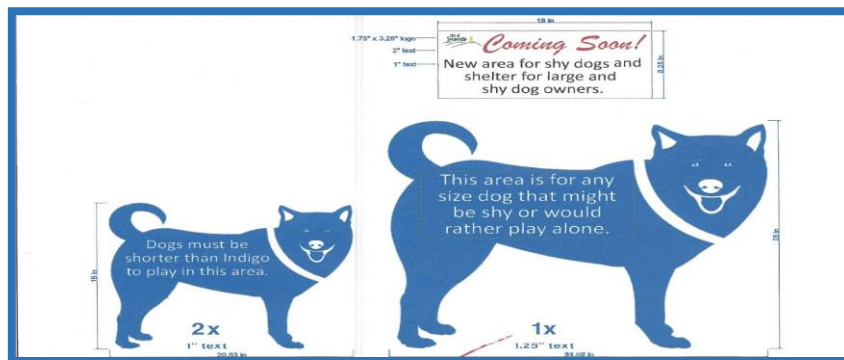 18 in
1.75" x 3.28" logo
2" text
1" text
Coming Soon!
New area for shy dogs and
shelter for large and
shy dog owners.
8.25 in
This area is for any
size dog that might
be shy or would
rather play alone.
28 in
1x
1.25" text
31.52 in
18 in
Dogs must be
shorter than Indigo
to play in this area.
2x
1" text
20.53 in